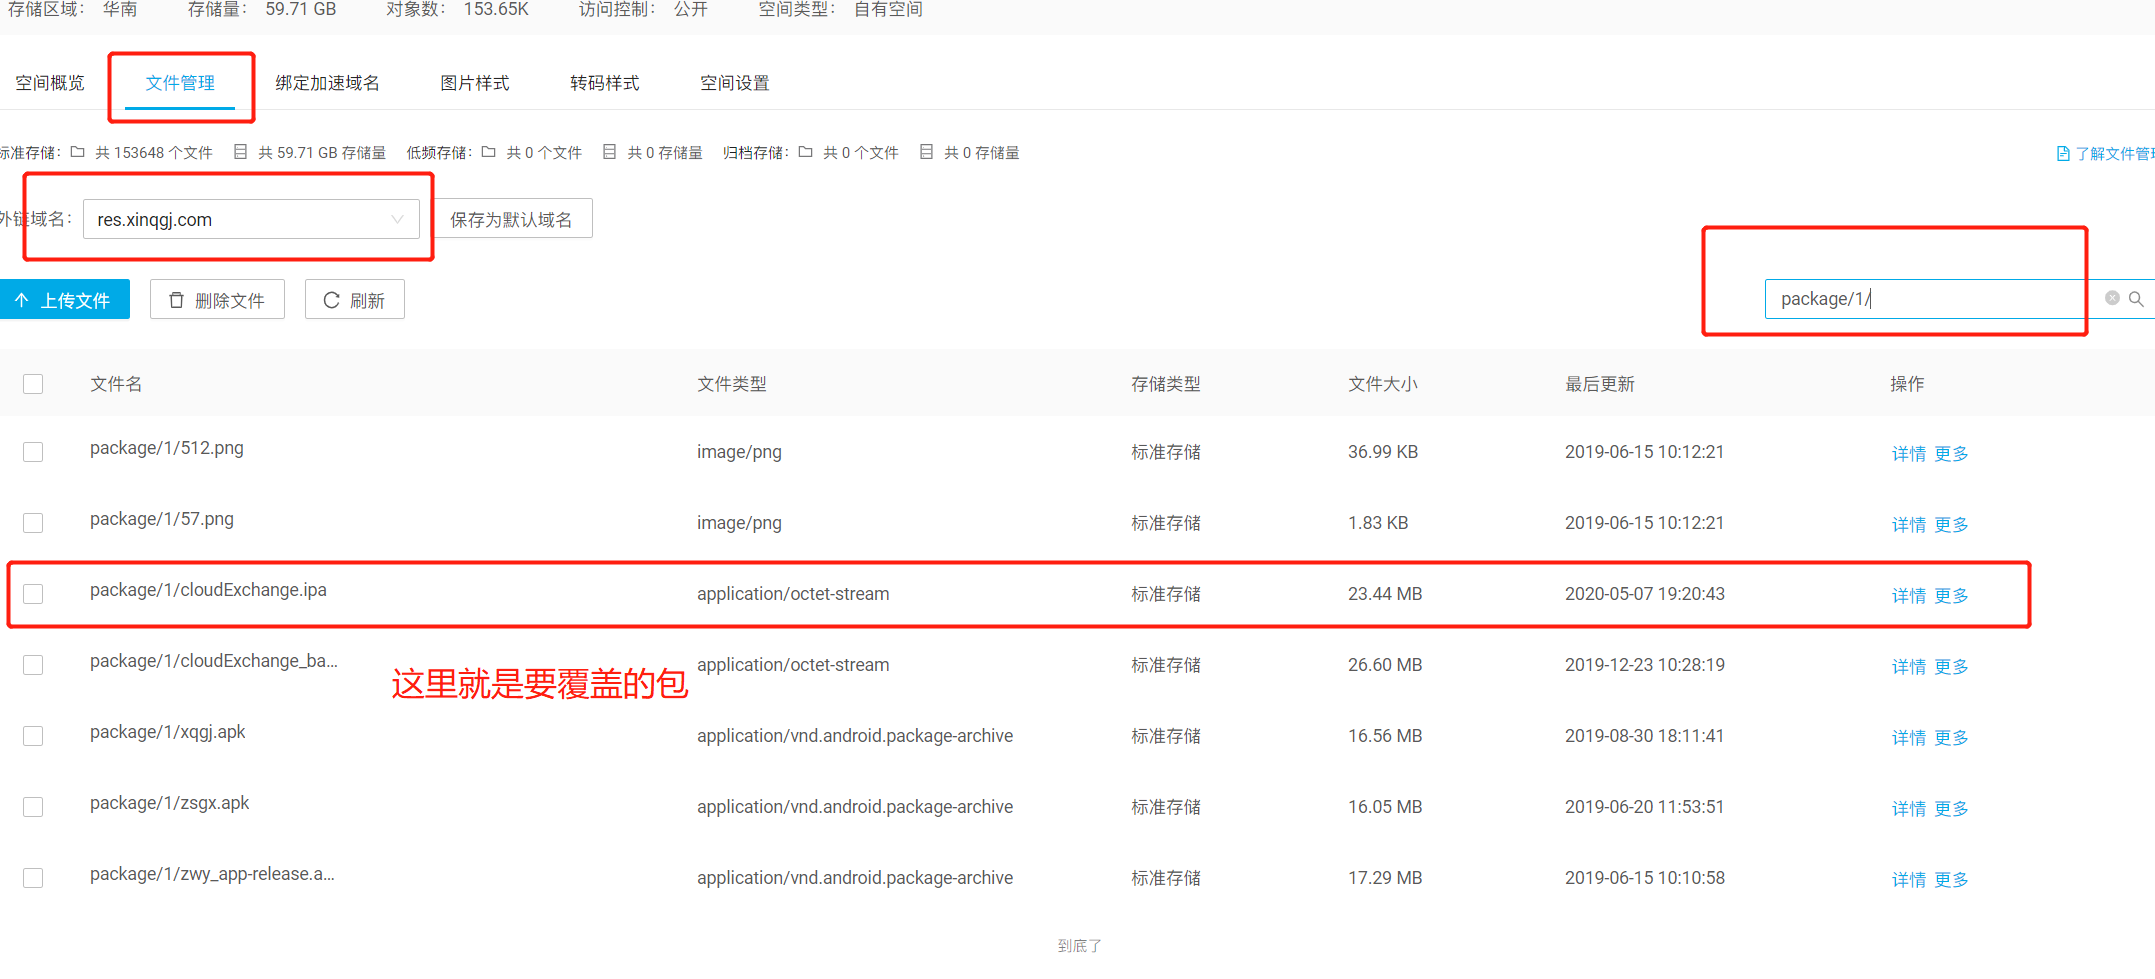 存储区域： 华南 存储量： 59.71 GB 对象数： 153.65K 访问控制： 公开 空间类型： 自有空间
空间概览 文件管理 绑定加速域名 图片样式 转码样式 空间设置
标准存储： 共 153648 个文件 共 59.71 GB 存储量 低频存储： 共 0 个文件 共 0 存储量 归档存储： 共 0 个文件 共 0 存储量 了解文件管理
外链域名： res.xinqgj.com 保存为默认域名
上传文件 删除文件 刷新 package/1/
文件名 文件类型 存储类型 文件大小 最后更新 操作
package/1/512.png image/png 标准存储 36.99 KB 2019-06-15 10:12:21 详情 更多
package/1/57.png image/png 标准存储 1.83 KB 2019-06-15 10:12:21 详情 更多
package/1/cloudExchange.ipa application/octet-stream 标准存储 23.44 MB 2020-05-07 19:20:43 详情 更多
package/1/cloudExchange_ba... application/octet-stream 标准存储 26.60 MB 2019-12-23 10:28:19 详情 更多
这里就是要覆盖的包
package/1/xqgj.apk application/vnd.android.package-archive 标准存储 16.56 MB 2019-08-30 18:11:41 详情 更多
package/1/zsgx.apk application/vnd.android.package-archive 标准存储 16.05 MB 2019-06-20 11:53:51 详情 更多
package/1/zwy_app-release.a... application/vnd.android.package-archive 标准存储 17.29 MB 2019-06-15 10:10:58 详情 更多
到底了